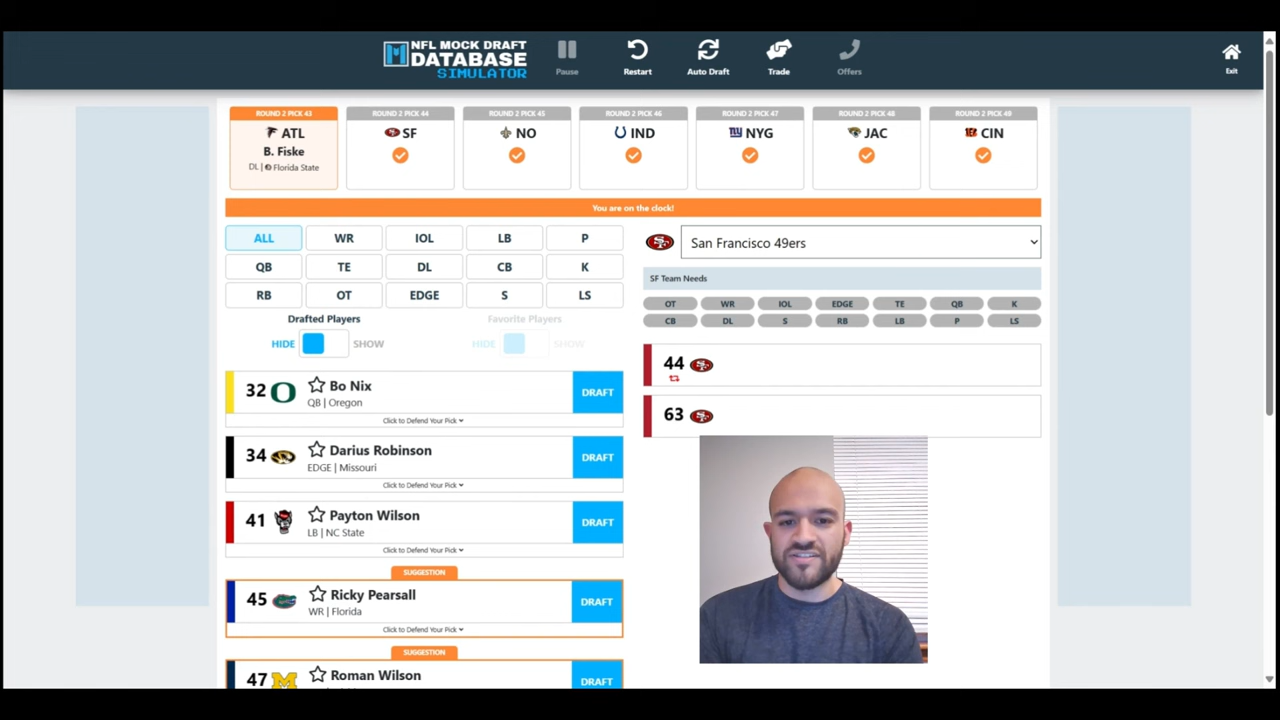 NFL MOCK DRAFT
DATABASE
SIMULATOR
Pause
Restart
Auto Draft
Trade
Offers
Exit
ROUND 2 PICK 43
ATL
B. Fiske
DL | Florida State
ROUND 2 PICK 44
SF
ROUND 2 PICK 45
NO
ROUND 2 PICK 46
IND
ROUND 2 PICK 47
NYG
ROUND 2 PICK 48
JAC
ROUND 2 PICK 49
CIN
You are on the clock!
ALL WR IOL LB P
QB TE DL CB K
RB OT EDGE S LS
Drafted Players
HIDE SHOW
Favorite Players
HIDE SHOW
32 Bo Nix
QB | Oregon
DRAFT
Click to Defend Your Pick
34 Darius Robinson
EDGE | Missouri
DRAFT
Click to Defend Your Pick
41 Payton Wilson
LB | NC State
DRAFT
Click to Defend Your Pick
SUGGESTION
45 Ricky Pearsall
WR | Florida
DRAFT
Click to Defend Your Pick
SUGGESTION
47 Roman Wilson
DRAFT
San Francisco 49ers
SF Team Needs
OT WR IOL EDGE TE QB K
CB DL S RB LB P LS
44
63